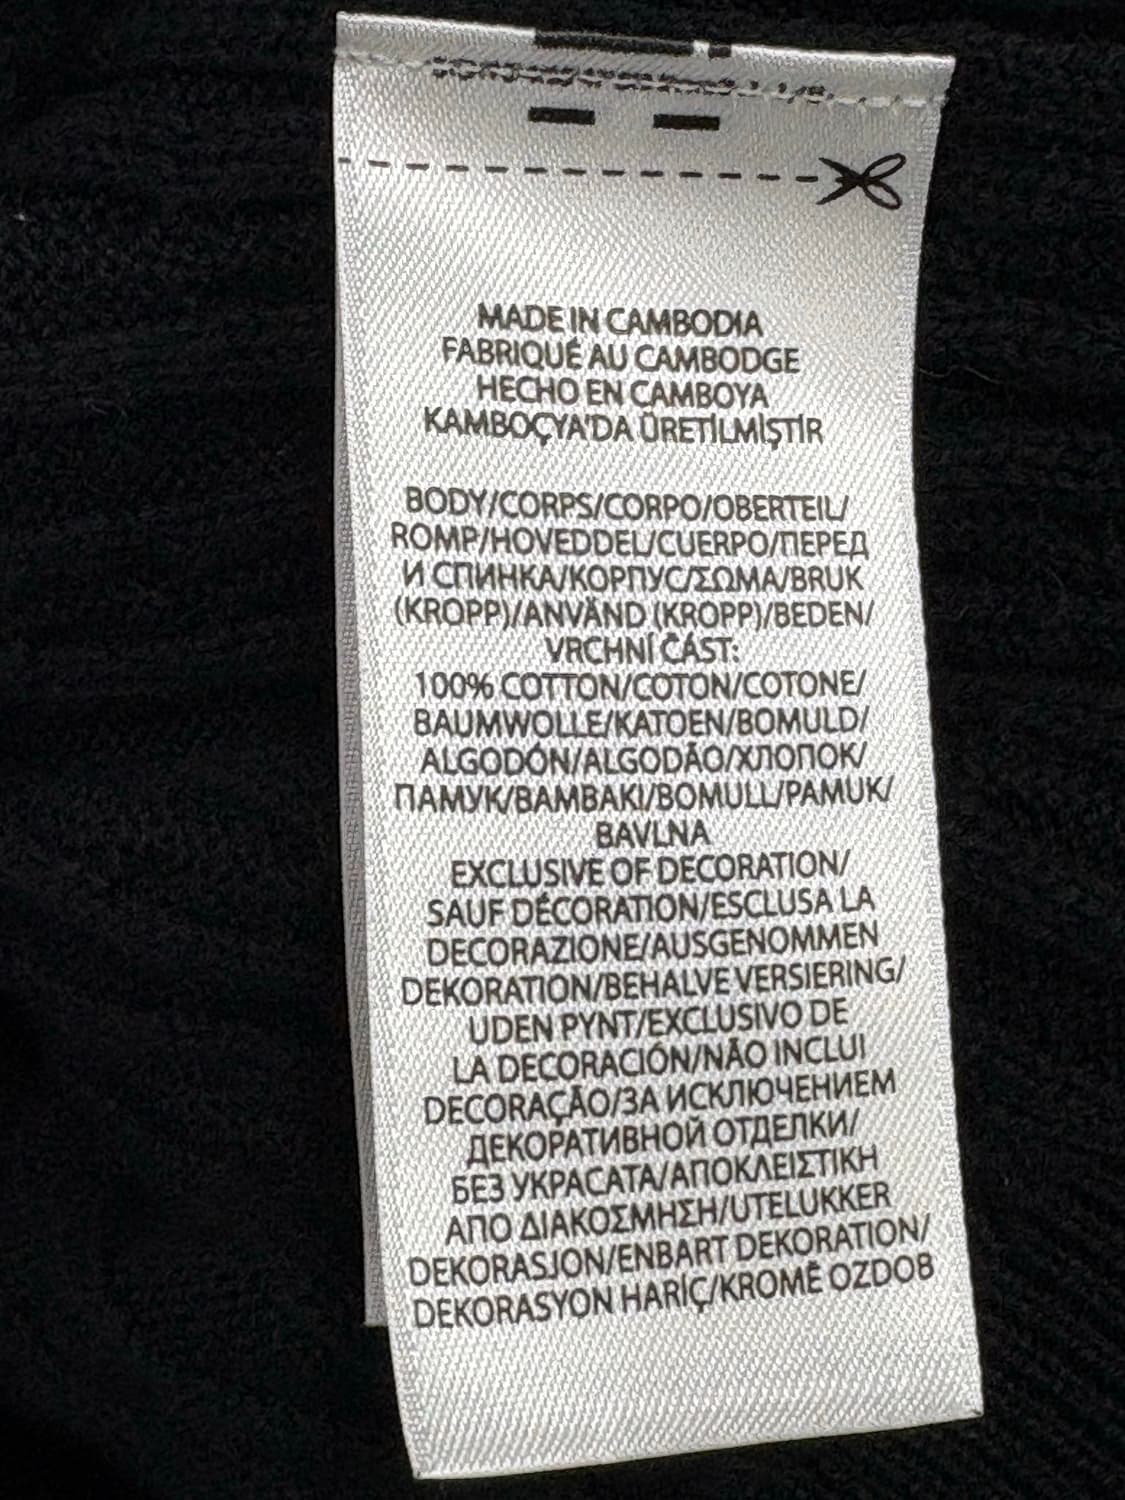 MADE IN CAMBODIA
FABRIQUÉ AU CAMBODGE
HECHO EN CAMBOYA
KAMBOÇYA'DA ÜRETİLMİŞTİR
BODY/CORPS/CORPO/OBERTEIL/
ROMP/HOVEDDEL/CUERPO/ПЕРЕД
И СПИНКА/КОРПУС/ΣΩΜΑ/BRUK
(KROPP)/ANVÄND (KROPP)/BEDEN/
VRCHNÍ ČÁST:
100% COTTON/COTON/COTONE/
BAUMWOLLE/KATOEN/BOMULD/
ALGODÓN/ALGODÃO/ХЛОПОК/
ПАМУК/ΒΑΜΒΑΚΙ/BOMULL/PAMUK/
BAVLNA
EXCLUSIVE OF DECORATION/
SAUF DÉCORATION/ESCLUSA LA
DECORAZIONE/AUSGENOMMEN
DEKORATION/BEHALVE VERSIERING/
UDEN PYNT/EXCLUSIVO DE
LA DECORACIÓN/NÃO INCLUI
DECORAÇÃO/ЗА ИСКЛЮЧЕНИЕМ
ДЕКОРАТИВНОЙ ОТДЕЛКИ/
БЕЗ УКРАСАТА/ΑΠΟΚΛΕΙΣΤΙΚΗ
ΑΠΟ ΔΙΑΚΟΣΜΗΣΗ/UTELUKKER
DEKORASJON/ENBART DEKORATION/
DEKORASYON HARİÇ/KROMĚ OZDOB